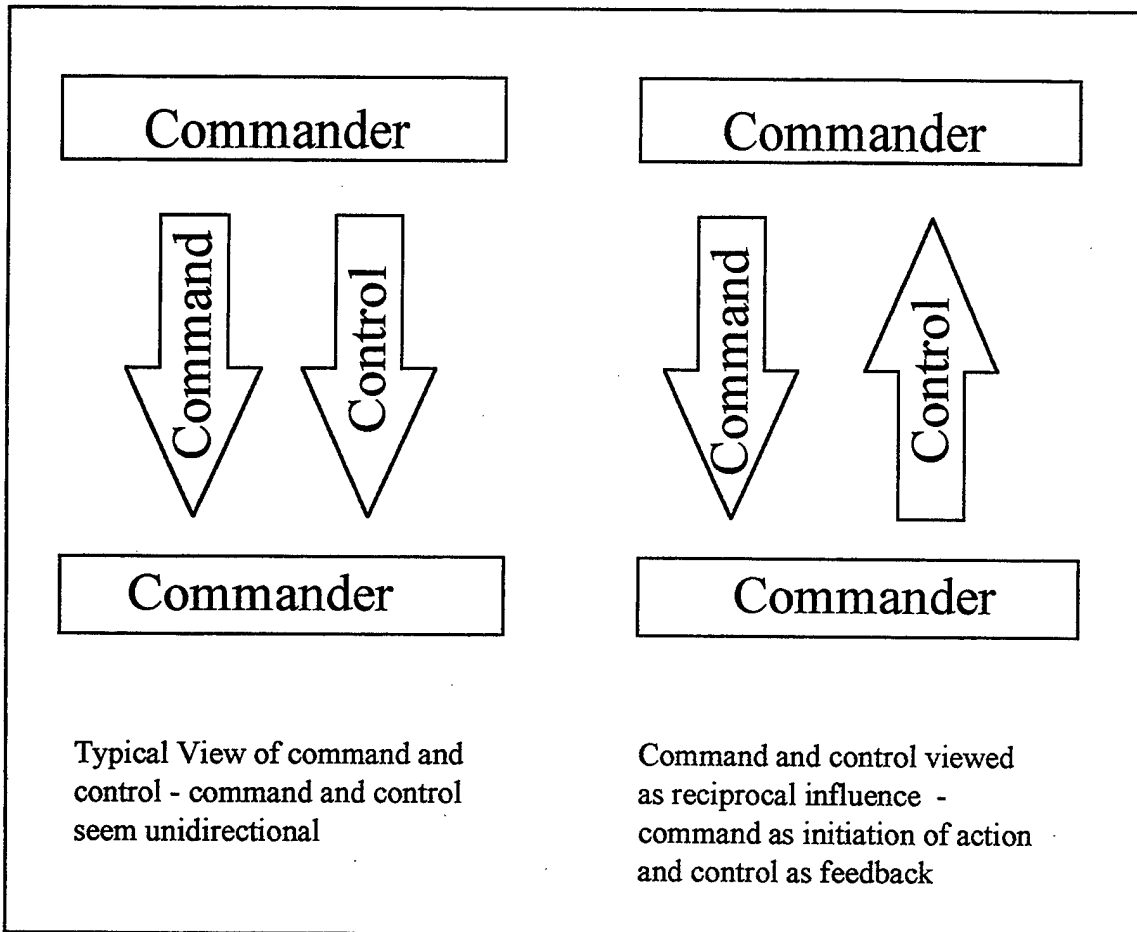 Commander
Command
Control
Commander
Typical View of command and
control - command and control
seem unidirectional
Commander
Command
Control
Commander
Command and control viewed
as reciprocal influence -
command as initiation of action
and control as feedback